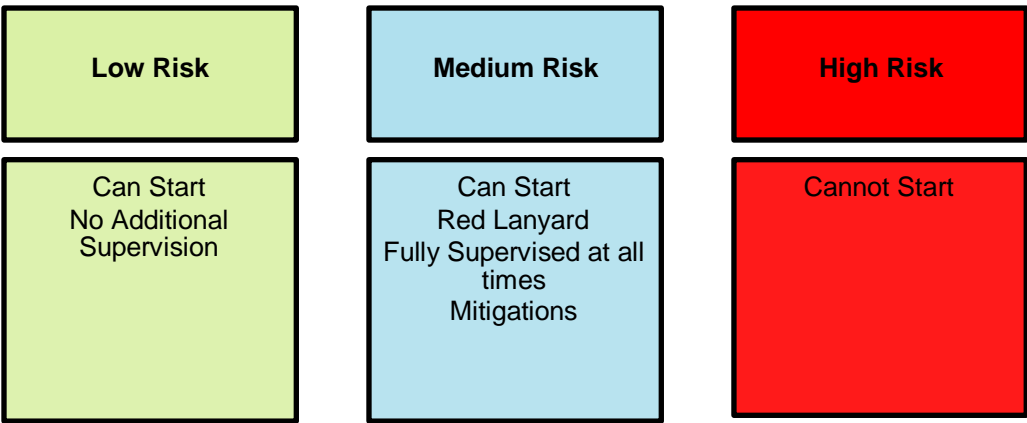 Low Risk
Medium Risk
High Risk
Can Start
No Additional
Supervision
Can Start
Red Lanyard
Fully Supervised at all
times
Mitigations
Cannot Start